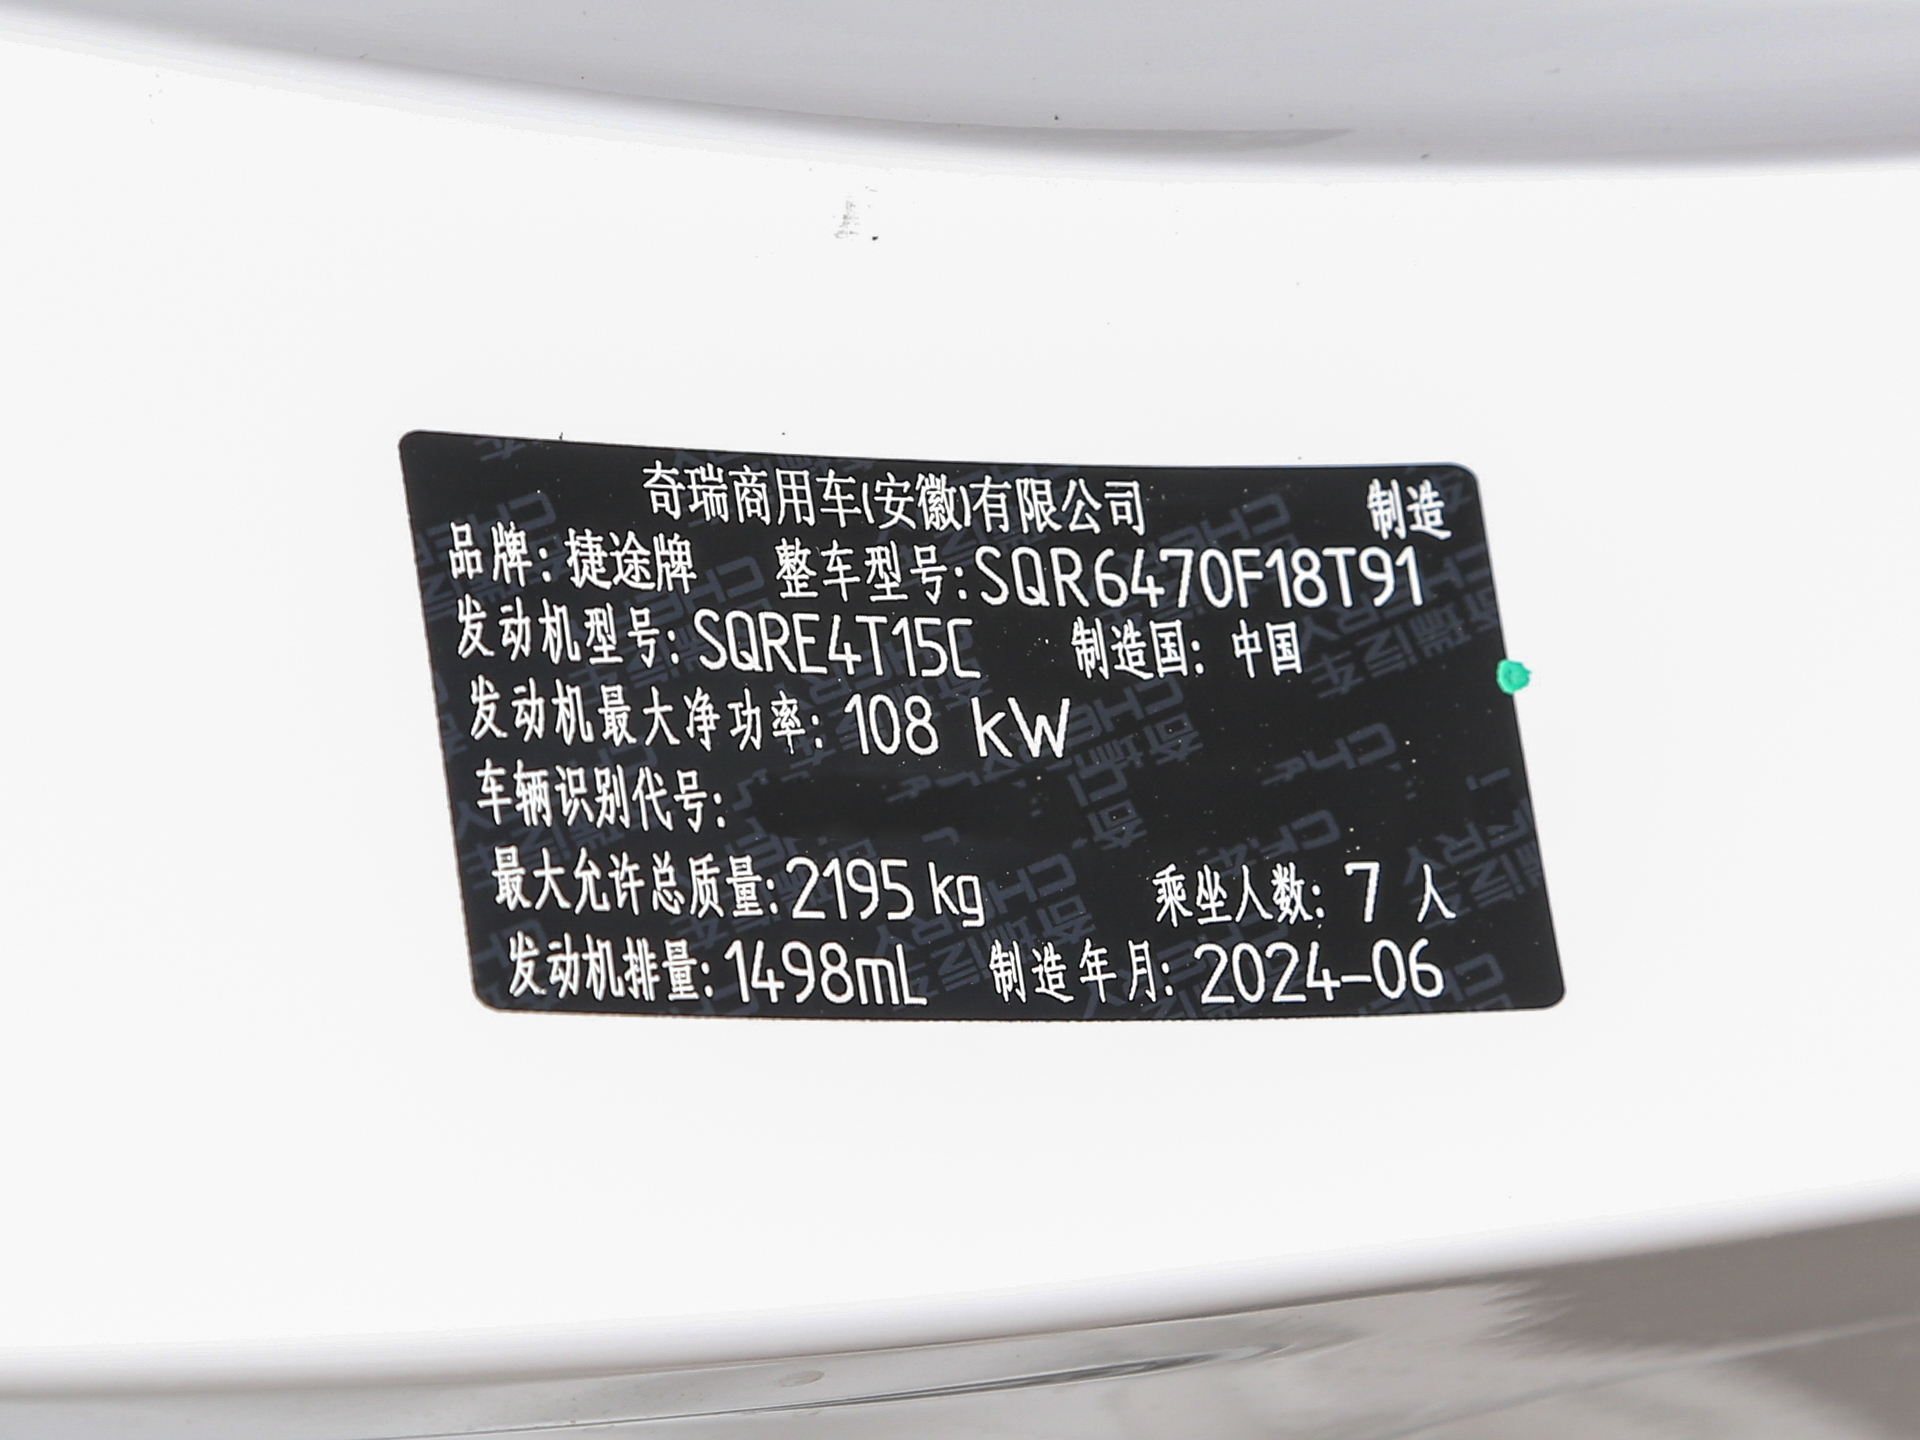 奇瑞商用车(安徽)有限公司 制造
品牌:捷途牌 整车型号:SQR6470F18T91
发动机型号:SQRE4T15C 制造国:中国
发动机最大净功率:108 kW
车辆识别代号:
最大允许总质量:2195 kg 乘坐人数:7 人
发动机排量:1498mL 制造年月:2024-06